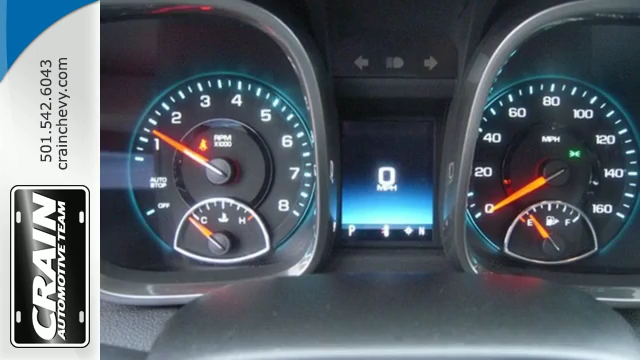 501.542.6043
crainchevy.com
CRAIN
AUTOMOTIVE TEAM
1 2 3 4 5 6 7 8
RPM
X1000
AUTO
STOP
OFF
C H
0
MPH
P N
0 20 40 60 80 100 120 140 160
MPH
E F